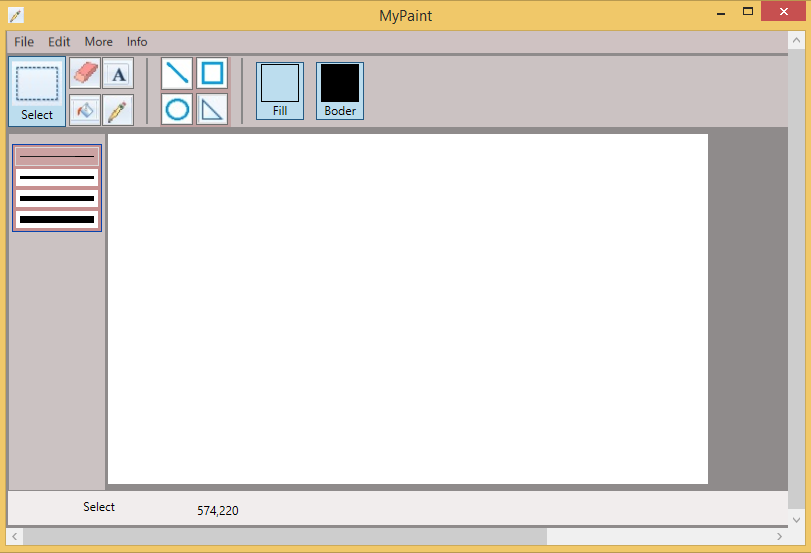 MyPaint
File Edit More Info
A
Select
Fill
Boder
Select
574,220